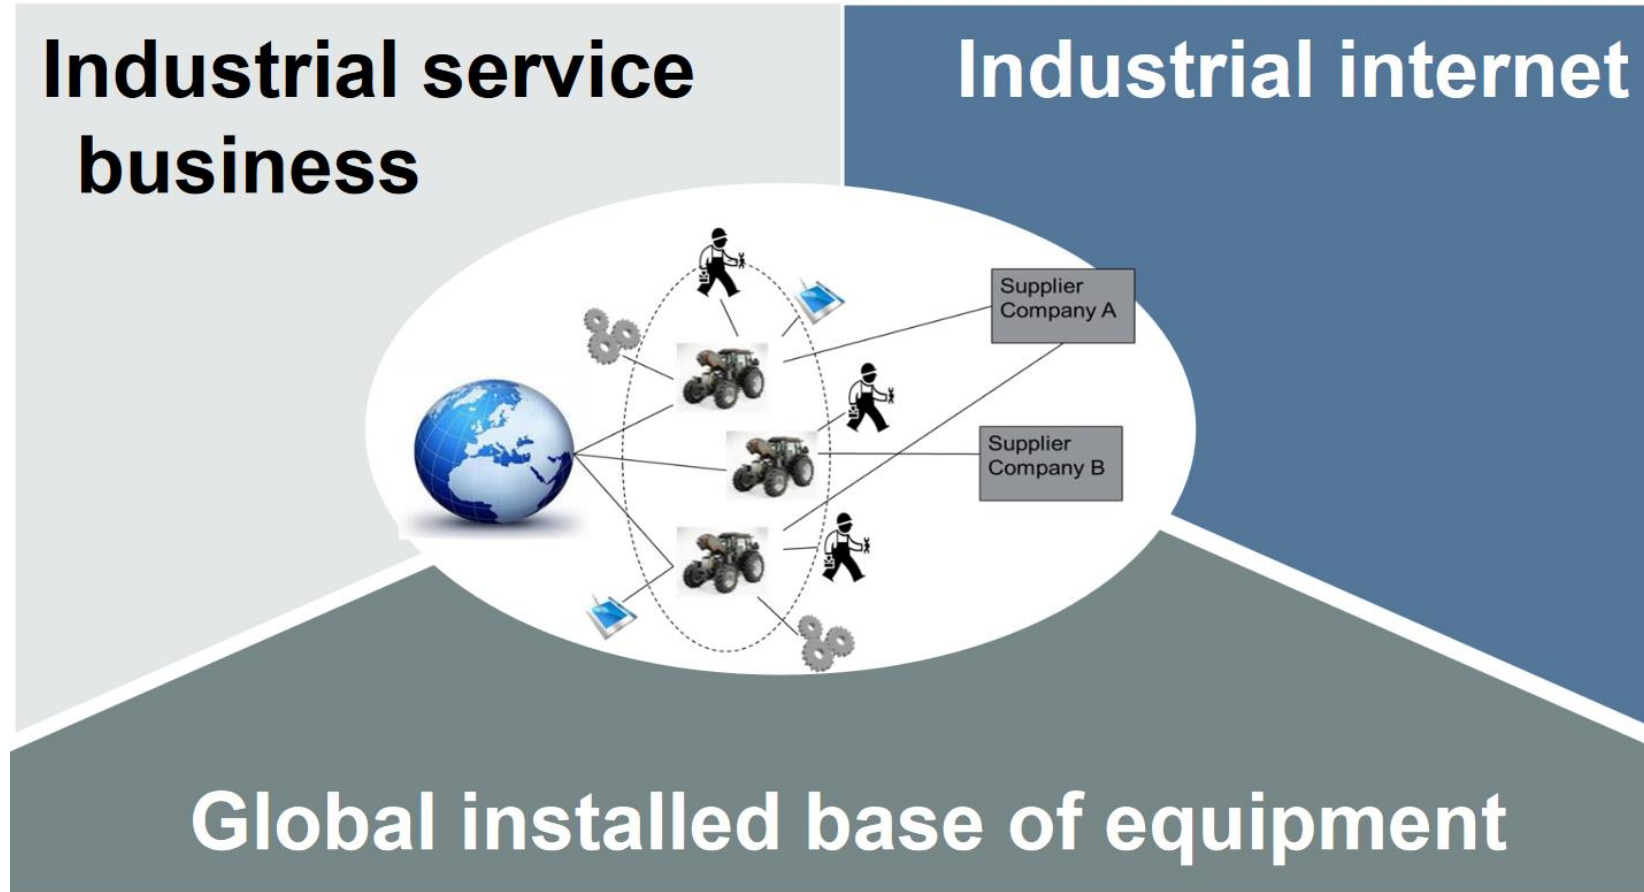 Industrial service
business
Industrial internet
Supplier
Company A
Supplier
Company B
Global installed base of equipment